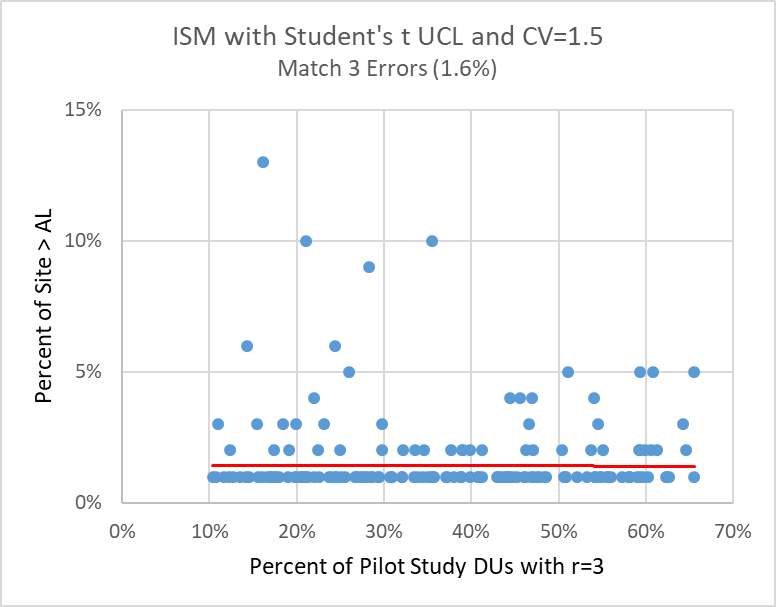 ISM with Student's t UCL and CV=1.5
Match 3 Errors (1.6%)
15%
10%
5%
0%
Percent of Site > AL
0% 10% 20% 30% 40% 50% 60% 70%
Percent of Pilot Study DUs with r=3